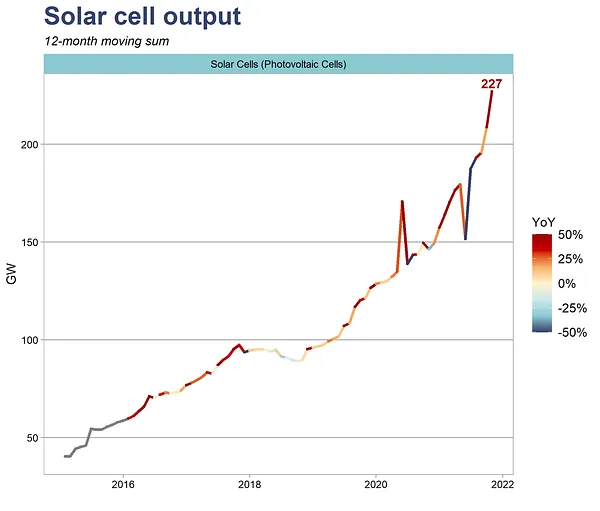 Solar cell output
12-month moving sum
Solar Cells (Photovoltaic Cells)
227
200
150
100
50
GW
2016 2018 2020 2022
YoY
50%
25%
0%
-25%
-50%